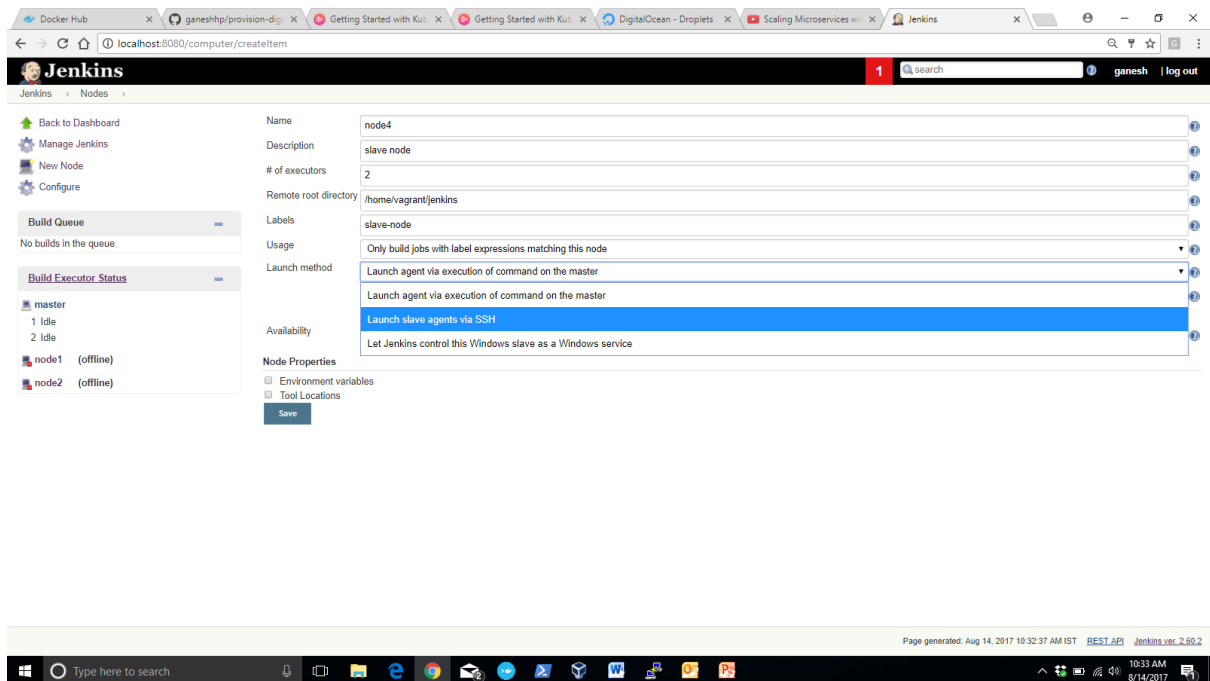 Docker Hub
ganeshhp/provision-digi
Getting Started with Kub
Getting Started with Kub
DigitalOcean - Droplets
Scaling Microservices wit
Jenkins
localhost:8080/computer/createItem
Jenkins
1
search
ganesh | log out
Jenkins
Nodes
Back to Dashboard
Manage Jenkins
New Node
Configure
Build Queue
No builds in the queue.
Build Executor Status
master
1 Idle
2 Idle
node1 (offline)
node2 (offline)
Name
node4
Description
slave node
# of executors
2
Remote root directory
/home/vagrant/jenkins
Labels
slave-node
Usage
Only build jobs with label expressions matching this node
Launch method
Launch agent via execution of command on the master
Launch agent via execution of command on the master
Launch slave agents via SSH
Let Jenkins control this Windows slave as a Windows service
Availability
Node Properties
Environment variables
Tool Locations
Save
Page generated: Aug 14, 2017 10:32:37 AM IST REST API Jenkins ver. 2.60.2
Type here to search
10:33 AM
8/14/2017